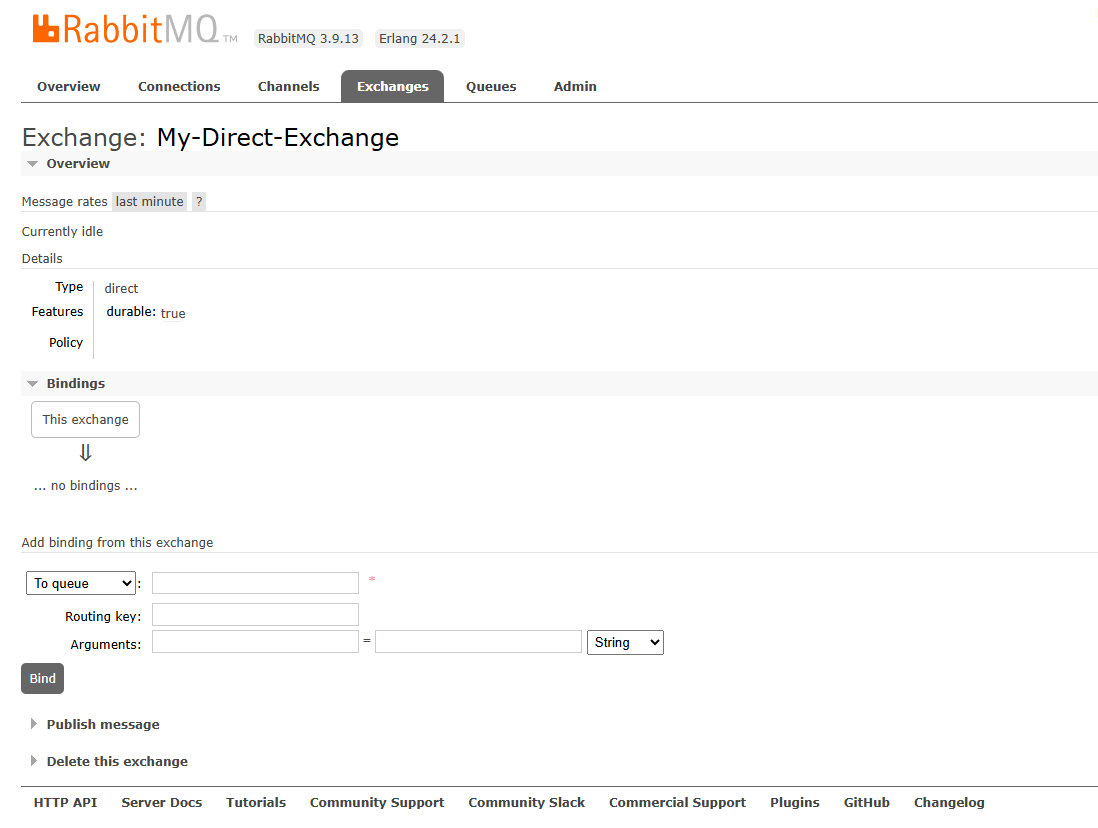 RabbitMQ TM RabbitMQ 3.9.13 Erlang 24.2.1
Overview Connections Channels Exchanges Queues Admin
Exchange: My-Direct-Exchange
Overview
Message rates last minute ?
Currently idle
Details
Type direct
Features durable: true
Policy
Bindings
This exchange
⇓
... no bindings ...
Add binding from this exchange
To queue : *
Routing key:
Arguments: = String
Bind
Publish message
Delete this exchange
HTTP API Server Docs Tutorials Community Support Community Slack Commercial Support Plugins GitHub Changelog